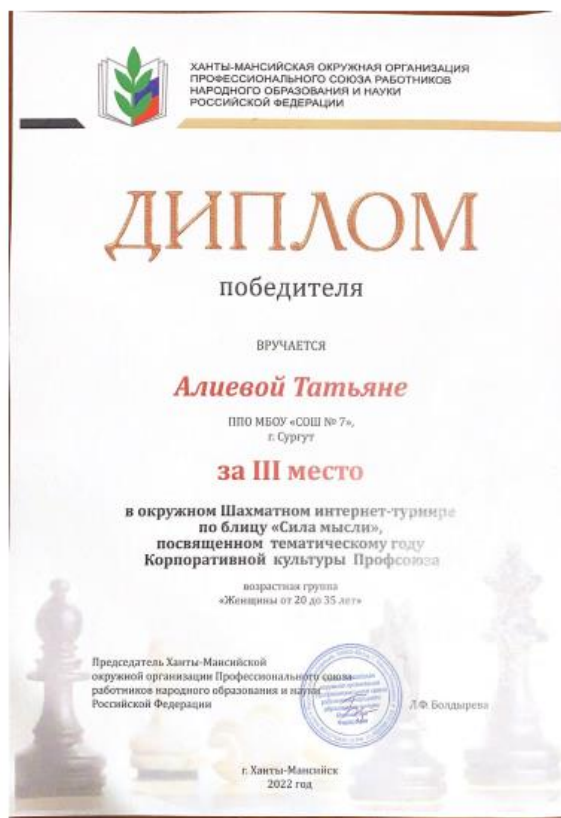 ХАНТЫ-МАНСИЙСКАЯ ОКРУЖНАЯ ОРГАНИЗАЦИЯ
ПРОФЕССИОНАЛЬНОГО СОЮЗА РАБОТНИКОВ
НАРОДНОГО ОБРАЗОВАНИЯ И НАУКИ
РОССИЙСКОЙ ФЕДЕРАЦИИ
ДИПЛОМ
победителя
ВРУЧАЕТСЯ
Алиевой Татьяне
ППО МБОУ «СОШ № 7»,
г. Сургут
за III место
в окружном Шахматном интернет-турнире
по блицу «Сила мысли»,
посвященном тематическому году
Корпоративной культуры Профсоюза
возрастная группа
«Женщины от 20 до 35 лет»
Председатель Ханты-Мансийской
окружной организации Профессионального союза
работников народного образования и науки
Российской Федерации
Л.Ф. Болдырева
г. Ханты-Мансийск
2022 год